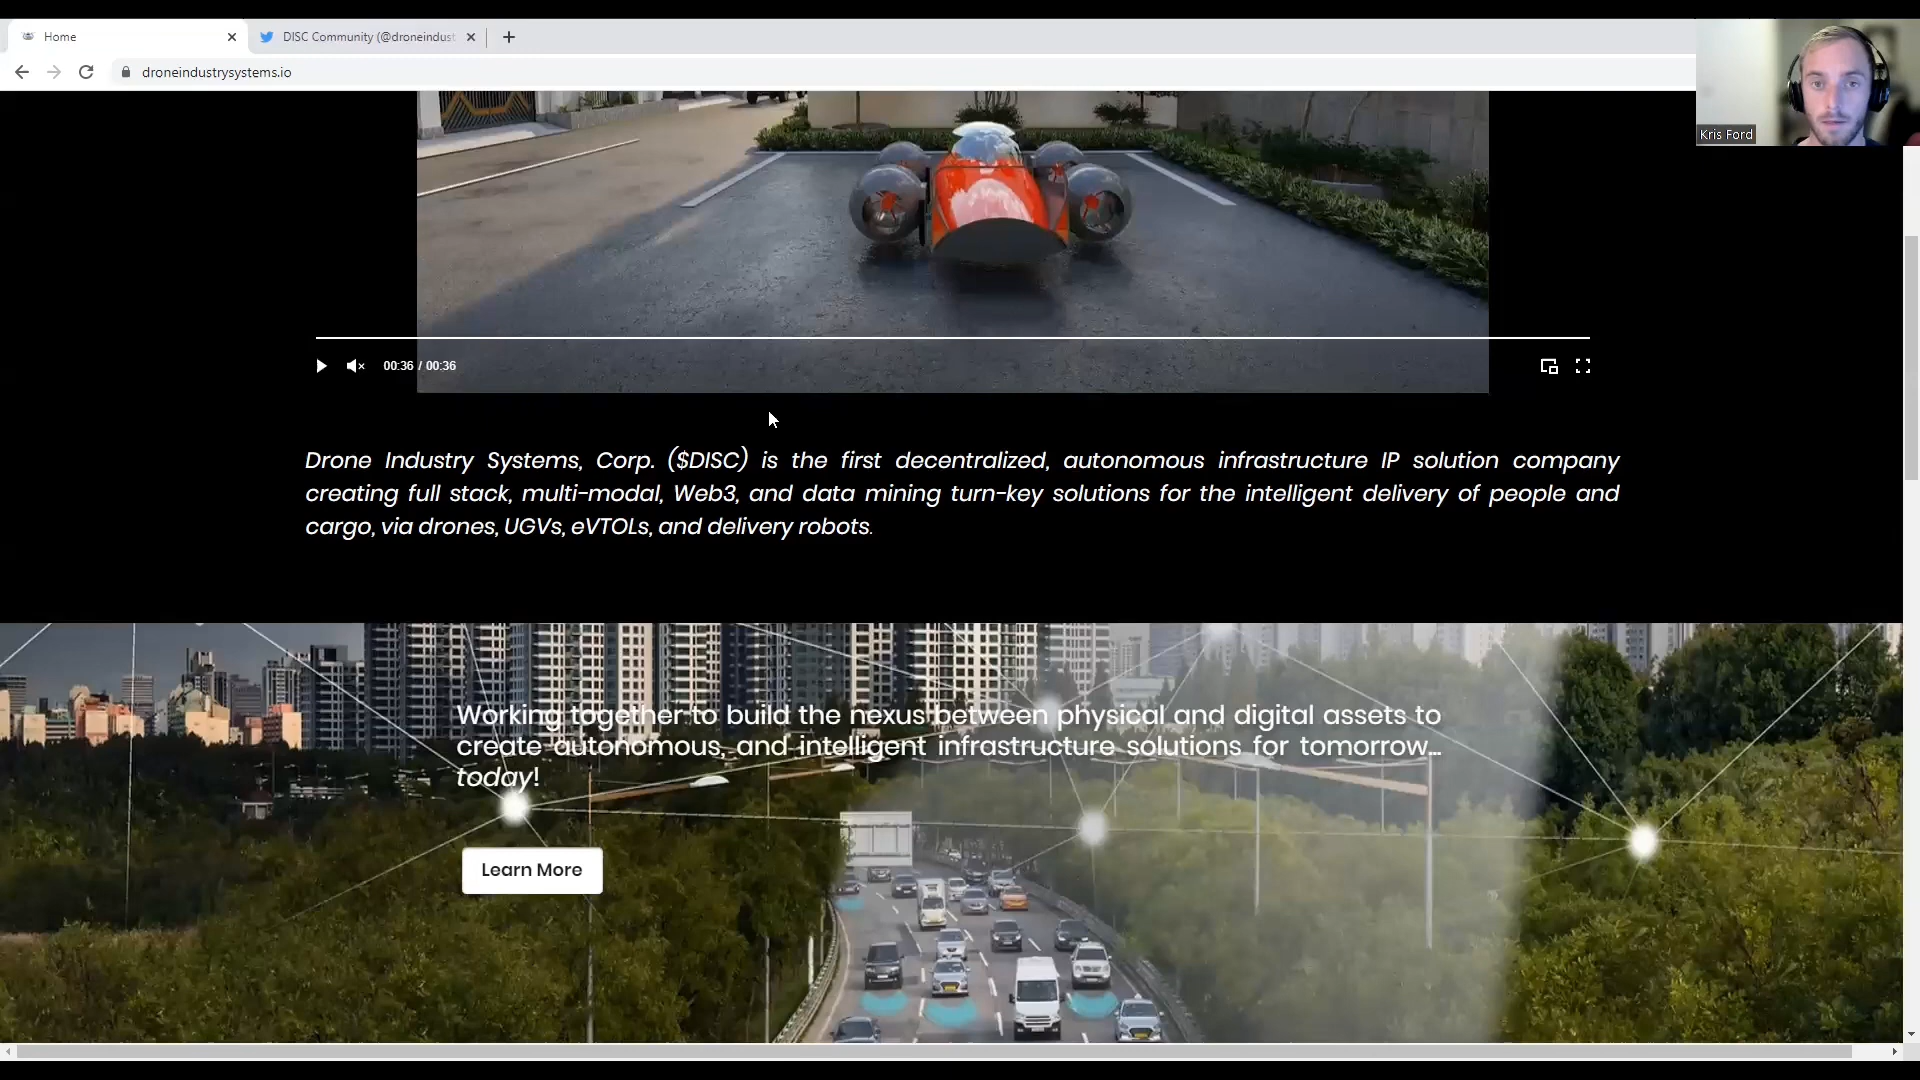 Home
DISC Community (@droneindust
droneindustrysystems.io
Kris Ford
00:36 / 00:36
Drone Industry Systems, Corp. ($DISC) is the first decentralized, autonomous infrastructure IP solution company
creating full stack, multi-modal, Web3, and data mining turn-key solutions for the intelligent delivery of people and
cargo, via drones, UGVs, eVTOLs, and delivery robots.
Working together to build the nexus between physical and digital assets to
create autonomous, and intelligent infrastructure solutions for tomorrow...
today!
Learn More